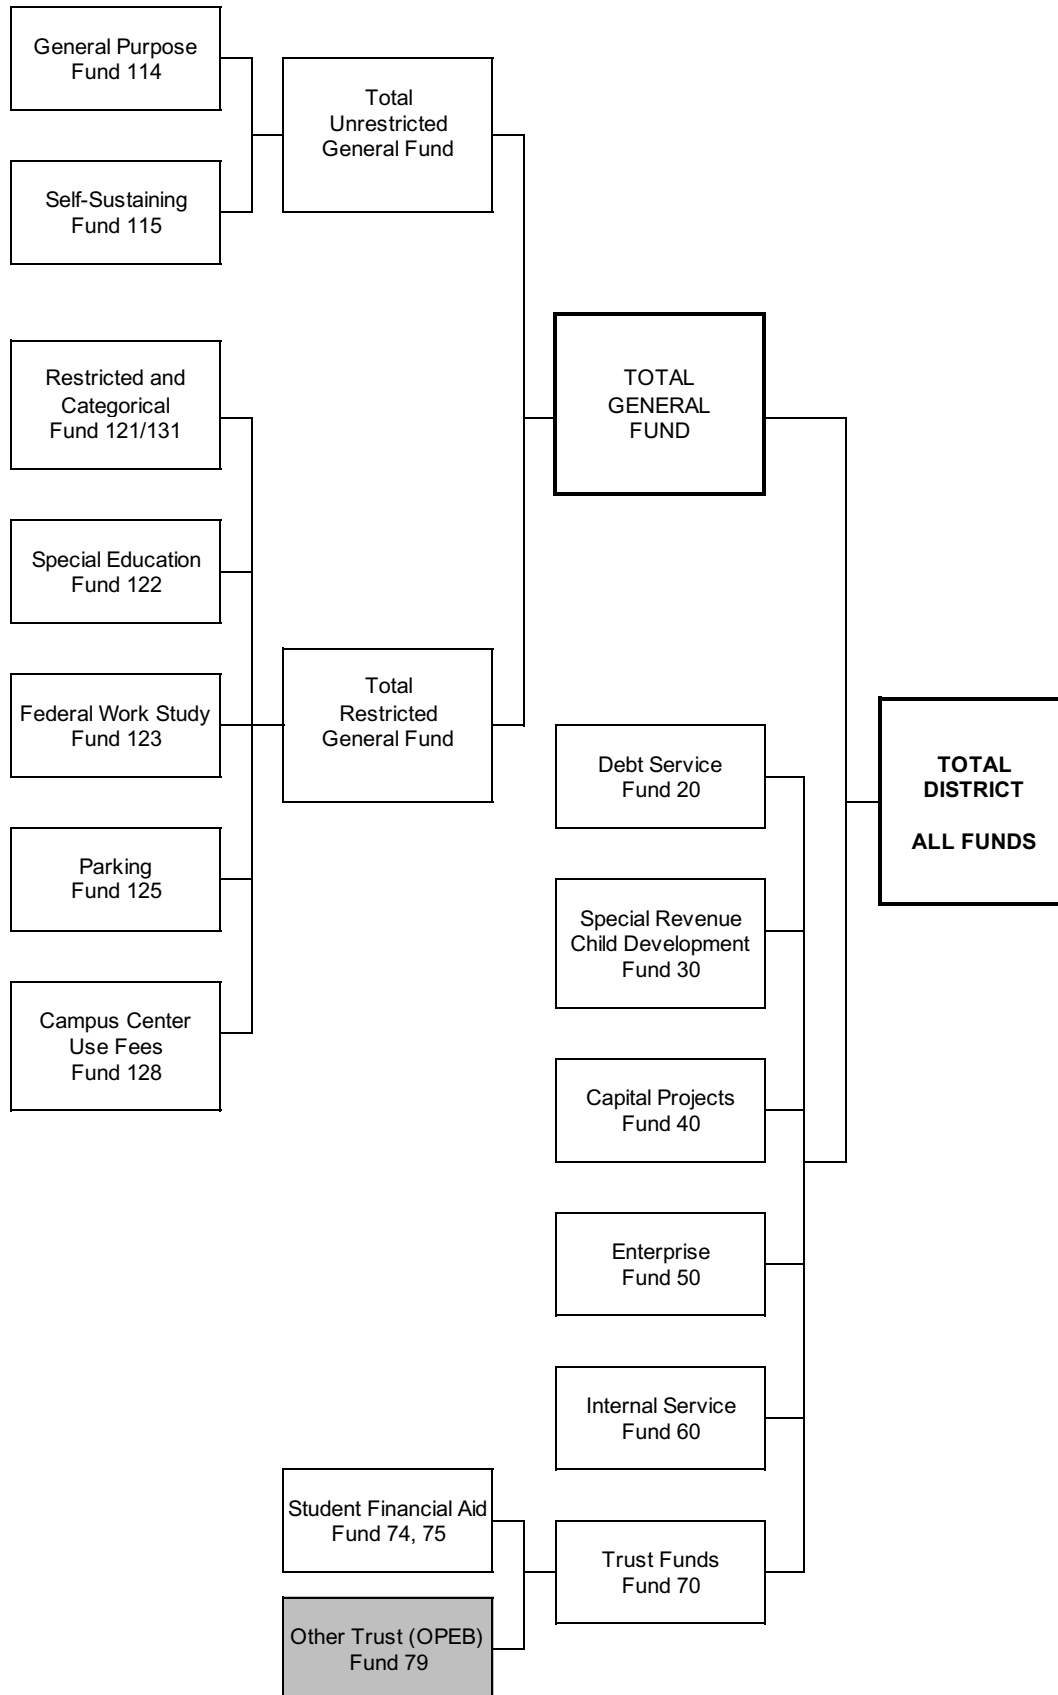 General Purpose
Fund 114
Self-Sustaining
Fund 115
Total
Unrestricted
General Fund
Restricted and
Categorical
Fund 121/131
Special Education
Fund 122
Federal Work Study
Fund 123
Parking
Fund 125
Campus Center
Use Fees
Fund 128
Total
Restricted
General Fund
TOTAL
GENERAL
FUND
Debt Service
Fund 20
Special Revenue
Child Development
Fund 30
Capital Projects
Fund 40
Enterprise
Fund 50
Internal Service
Fund 60
Student Financial Aid
Fund 74, 75
Other Trust (OPEB)
Fund 79
Trust Funds
Fund 70
TOTAL
DISTRICT
ALL FUNDS